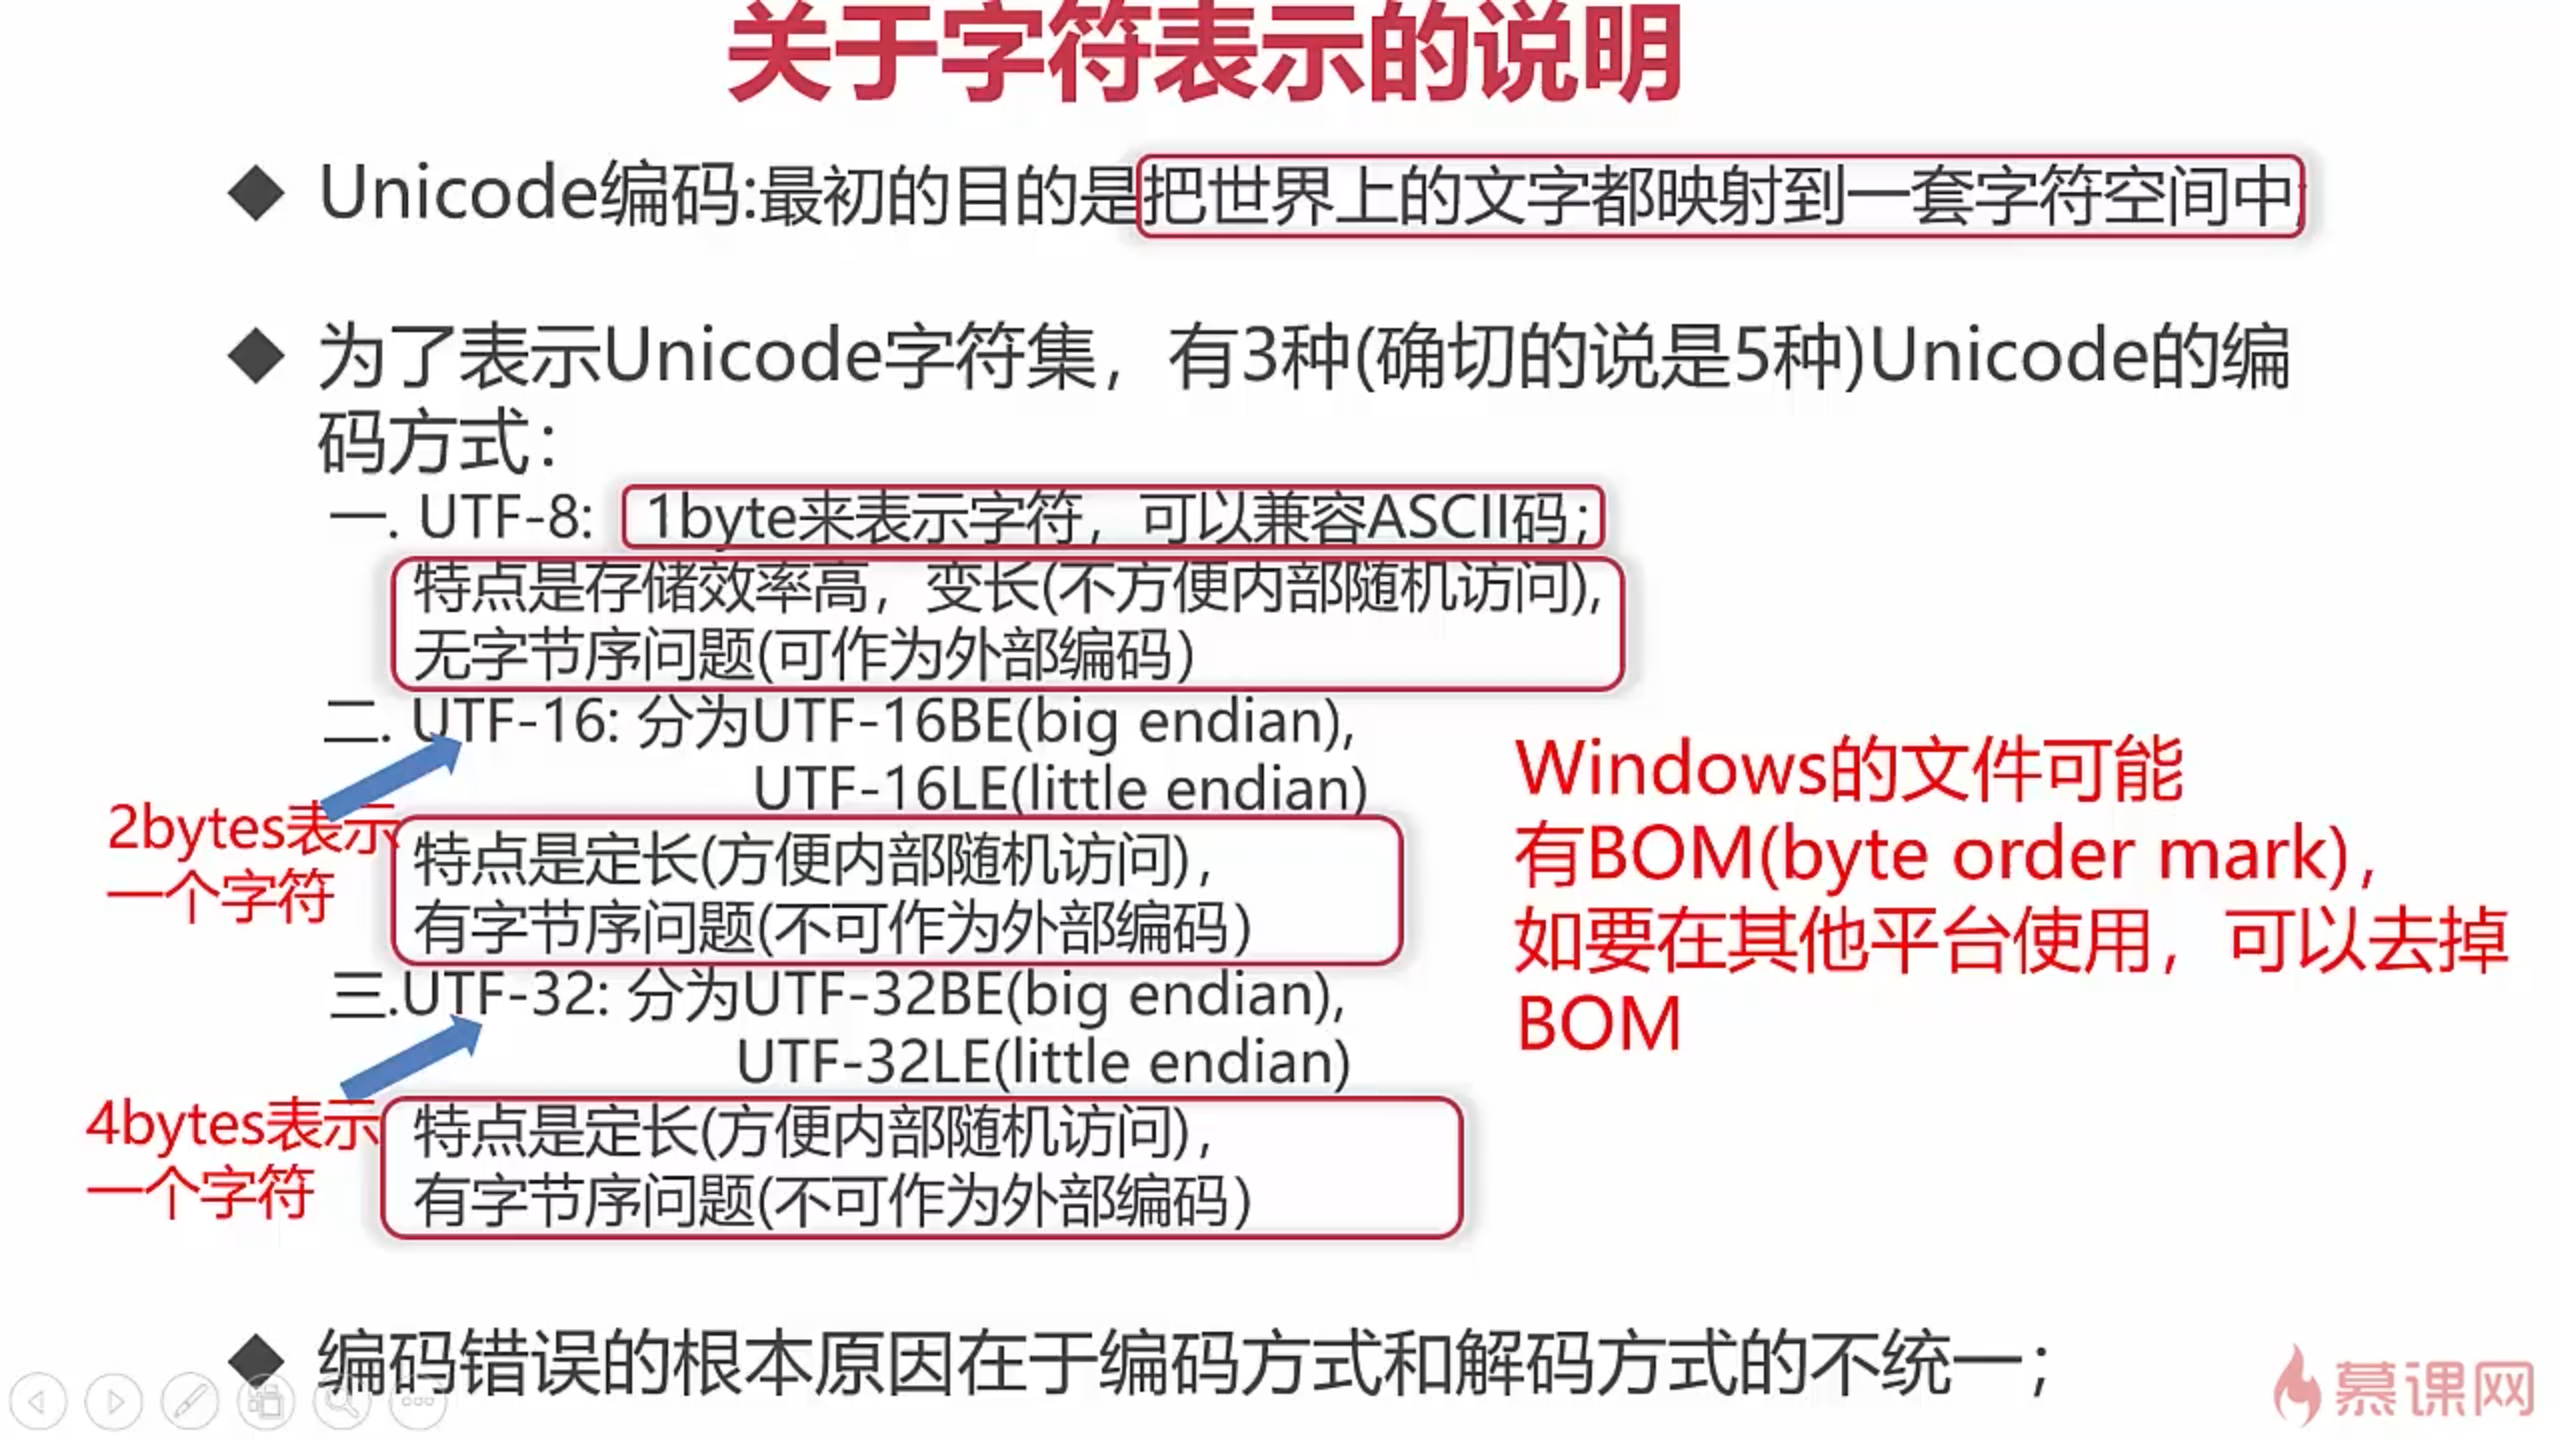 关于字符表示的说明
Unicode编码:最初的目的是把世界上的文字都映射到一套字符空间中;
为了表示Unicode字符集，有3种(确切的说是5种)Unicode的编
码方式：
一. UTF-8: 1byte来表示字符，可以兼容ASCII码;
特点是存储效率高，变长(不方便内部随机访问),
无字节序问题(可作为外部编码)
二. UTF-16: 分为UTF-16BE(big endian),
UTF-16LE(little endian)
2bytes表示
一个字符
特点是定长(方便内部随机访问),
有字节序问题(不可作为外部编码)
三.UTF-32: 分为UTF-32BE(big endian),
UTF-32LE(little endian)
4bytes表示
一个字符
特点是定长(方便内部随机访问),
有字节序问题(不可作为外部编码)
Windows的文件可能
有BOM(byte order mark),
如要在其他平台使用，可以去掉
BOM
编码错误的根本原因在于编码方式和解码方式的不统一；
慕课网